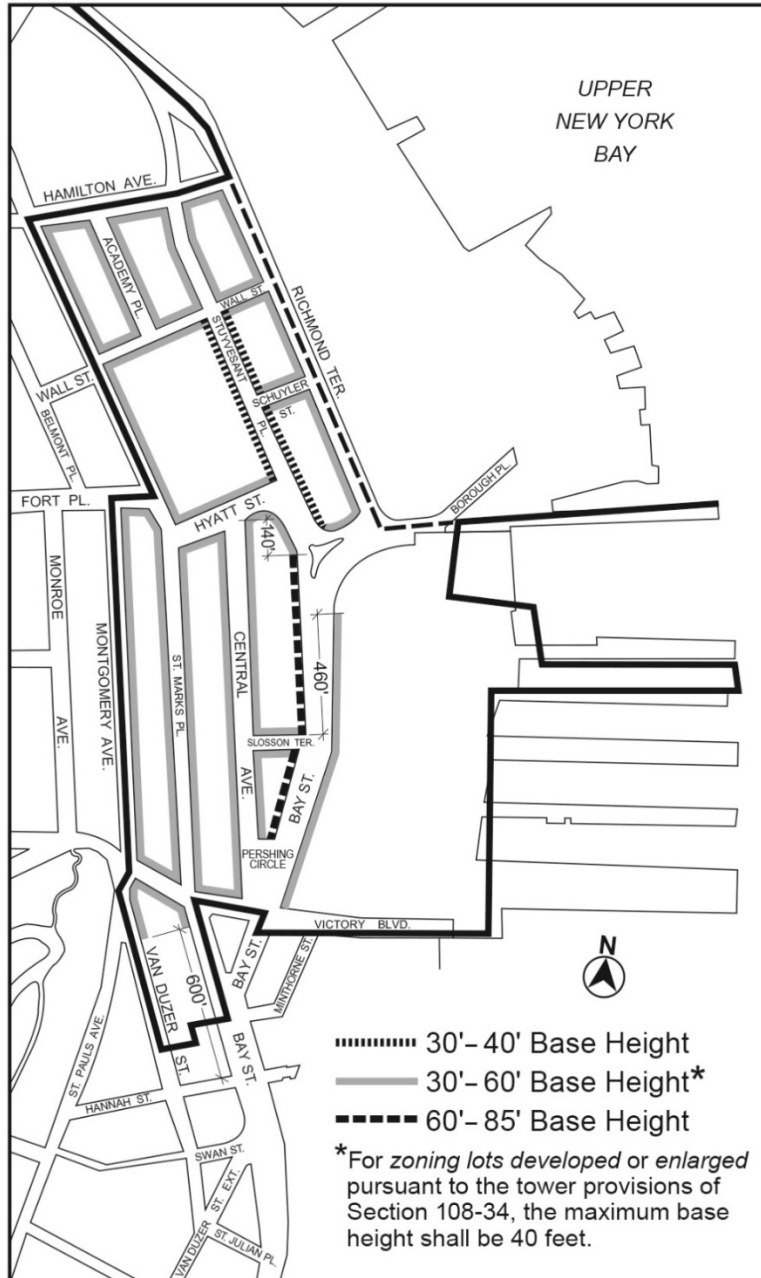 UPPER
NEW YORK
BAY
HAMILTON AVE.
ACADEMY PL.
WALL ST.
RICHMOND TER.
STUYVESANT
PL.
SCHUYLER
ST.
WALL ST.
BELMONT PL.
BOROUGH PL.
FORT PL.
HYATT ST.
140'
MONROE
AVE.
MONTGOMERY AVE.
ST. MARKS PL.
CENTRAL
AVE.
460'
SLOSSON TER.
BAY ST.
PERSHING
CIRCLE
VICTORY BLVD.
N
VAN DUZER
ST.
600'
BAY ST.
MINTHORNE ST.
BAY ST.
ST. PAULS AVE.
HANNAH ST.
SWAN ST.
VAN DUZER
ST. EXT.
ST. JULIAN PL.
30'–40' Base Height
30'–60' Base Height*
60'–85' Base Height
*For zoning lots developed or enlarged
pursuant to the tower provisions of
Section 108-34, the maximum base
height shall be 40 feet.